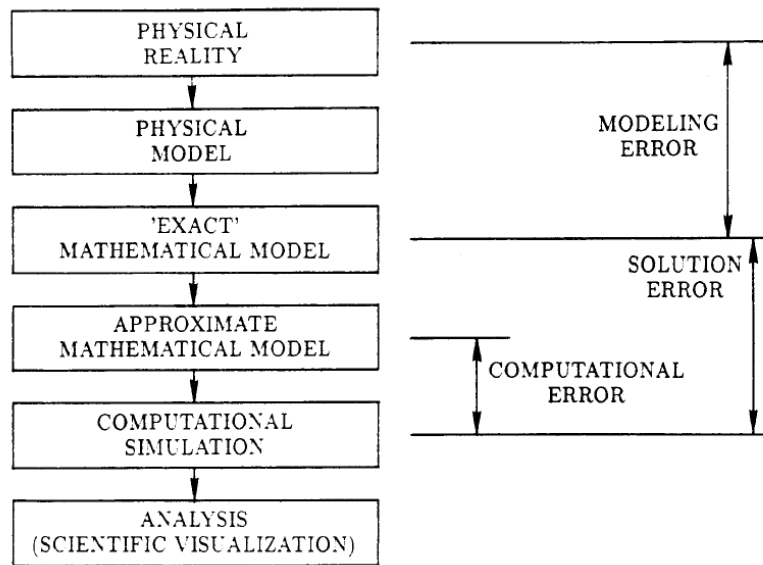 PHYSICAL
REALITY
PHYSICAL
MODEL
'EXACT'
MATHEMATICAL MODEL
APPROXIMATE
MATHEMATICAL MODEL
COMPUTATIONAL
SIMULATION
ANALYSIS
(SCIENTIFIC VISUALIZATION)
MODELING
ERROR
SOLUTION
ERROR
COMPUTATIONAL
ERROR